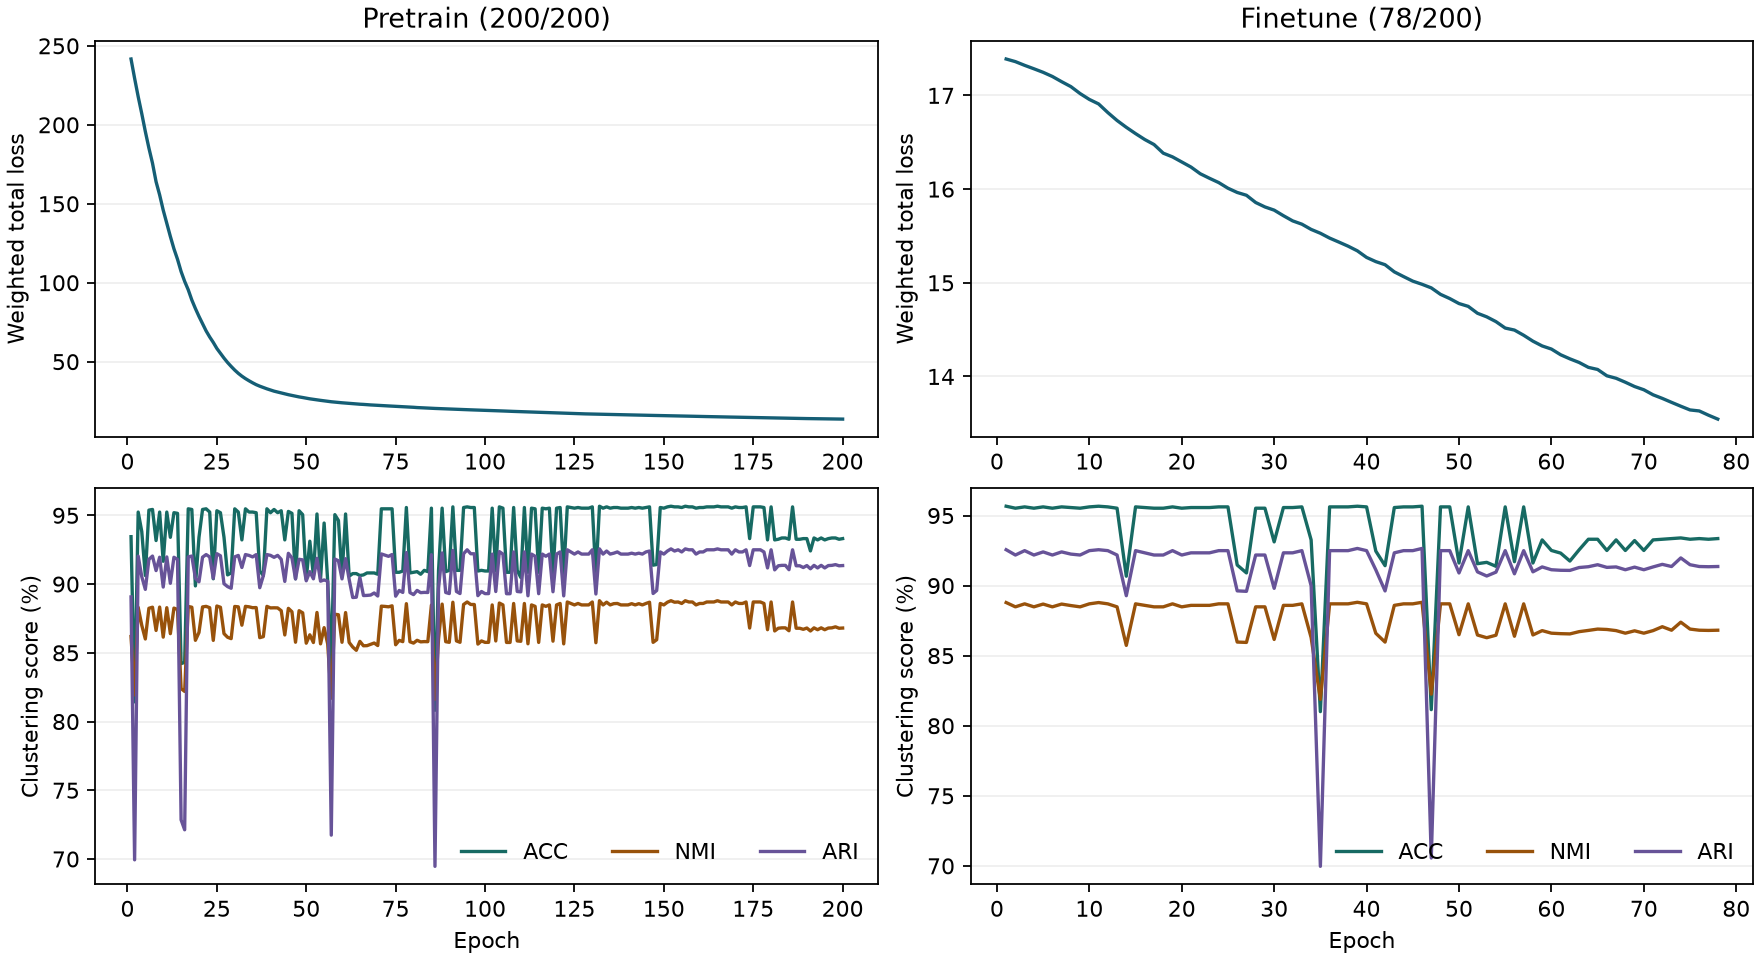 Pretrain (200/200)
Weighted total loss
250
200
150
100
50
0 25 50 75 100 125 150 175 200
Finetune (78/200)
Weighted total loss
17
16
15
14
0 10 20 30 40 50 60 70 80
Clustering score (%)
95
90
85
80
75
70
ACC NMI ARI
0 25 50 75 100 125 150 175 200
Epoch
Clustering score (%)
95
90
85
80
75
70
ACC NMI ARI
0 10 20 30 40 50 60 70 80
Epoch